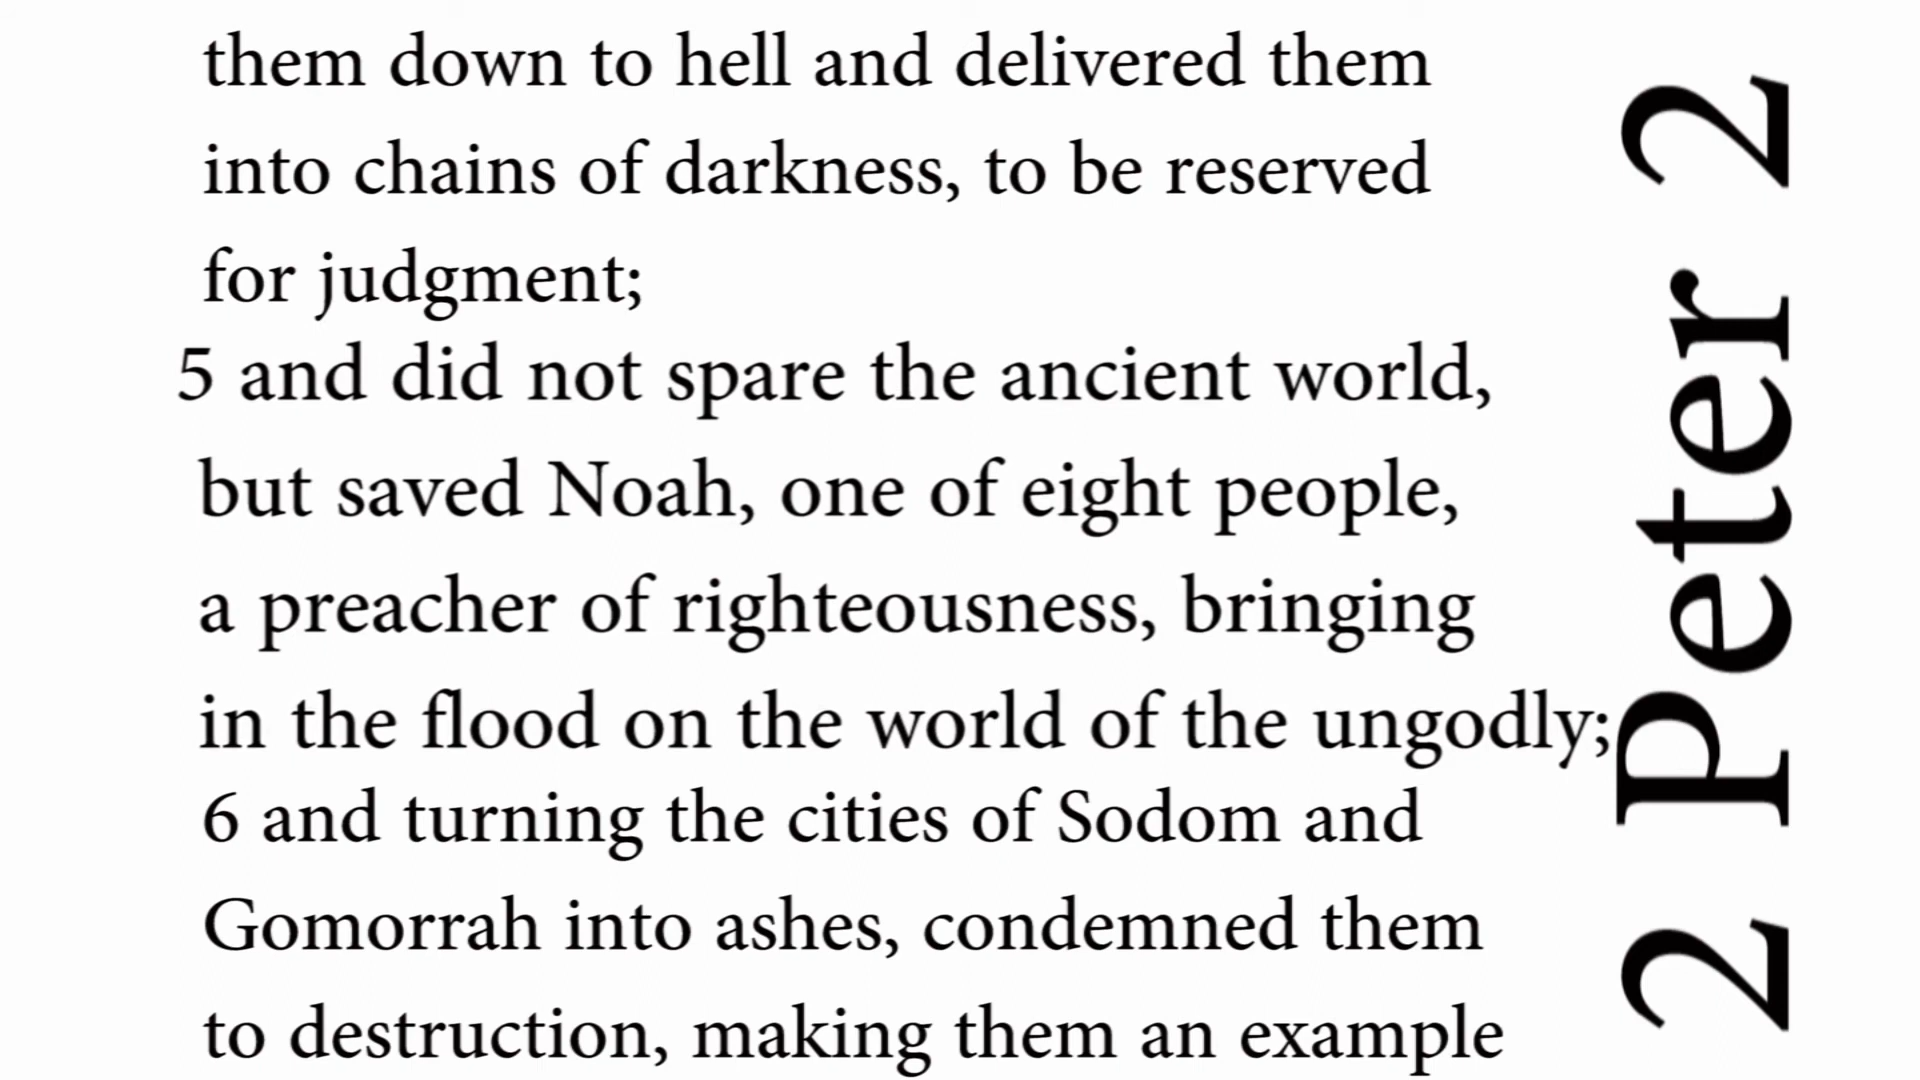 them down to hell and delivered them
into chains of darkness, to be reserved
for judgment;
5 and did not spare the ancient world,
but saved Noah, one of eight people,
a preacher of righteousness, bringing
in the flood on the world of the ungodly;
6 and turning the cities of Sodom and
Gomorrah into ashes, condemned them
to destruction, making them an example
2 Peter 2